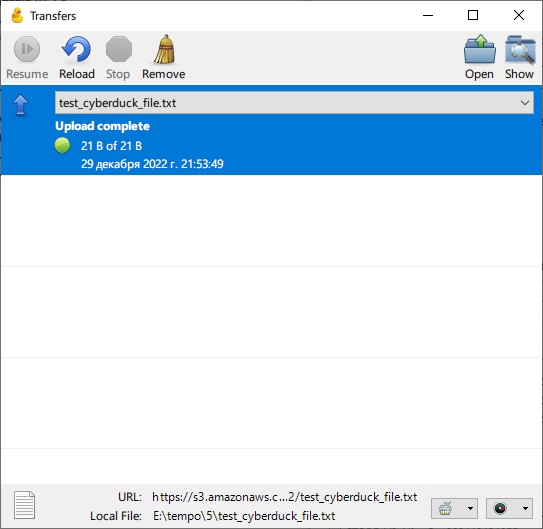 Transfers
Resume Reload Stop Remove Open Show
test_cyberduck_file.txt
Upload complete
21 B of 21 B
29 декабря 2022 г. 21:53:49
URL: https://s3.amazonaws.c...2/test_cyberduck_file.txt
Local File: E:\tempo\5\test_cyberduck_file.txt